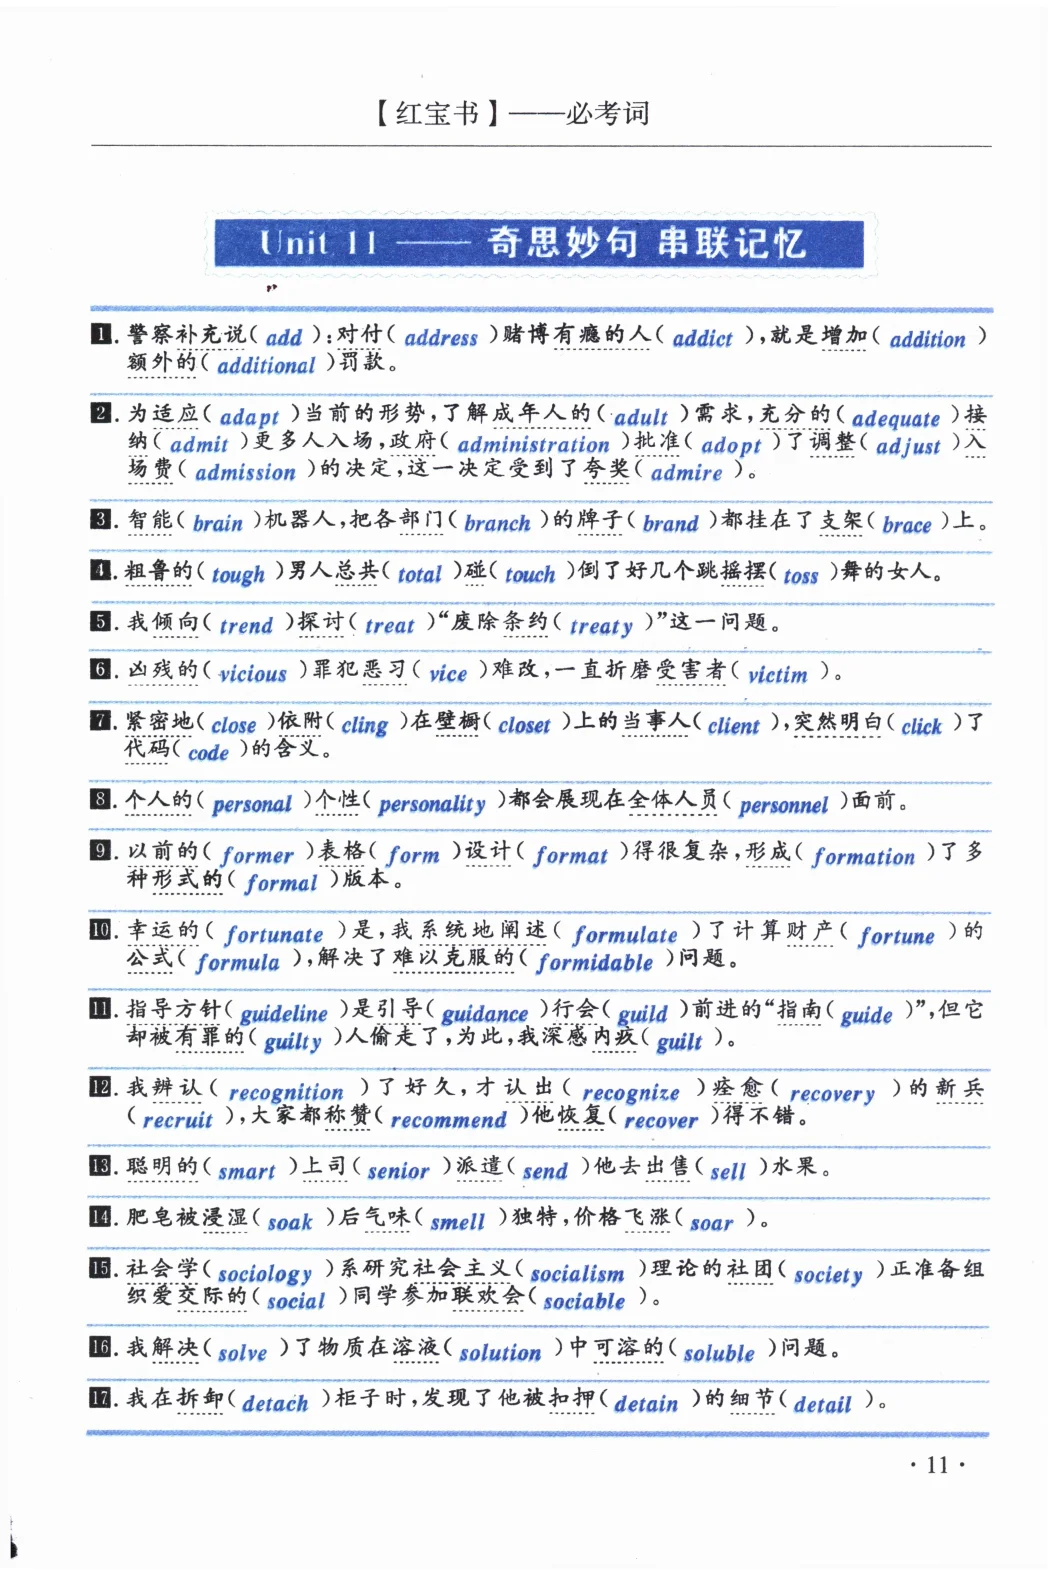 【红宝书】——必考词
Unit 11 —— 奇思妙句 串联记忆
1. 警察补充说( add ):对付( address )赌博有瘾的人( addict ),就是增加( addition )
额外的( additional )罚款。
2. 为适应( adapt )当前的形势,了解成年人的( adult )需求,充分的( adequate )接
纳( admit )更多人入场,政府( administration )批准( adopt )了调整( adjust )入
场费( admission )的决定,这一决定受到了夸奖( admire )。
3. 智能( brain )机器人,把各部门( branch )的牌子( brand )都挂在了支架( brace )上。
4. 粗鲁的( tough )男人总共( total )碰( touch )倒了好几个跳摇摆( toss )舞的女人。
5. 我倾向( trend )探讨( treat )“废除条约( treaty )”这一问题。
6. 凶残的( vicious )罪犯恶习( vice )难改,一直折磨受害者( victim )。
7. 紧密地( close )依附( cling )在壁橱( closet )上的当事人( client ),突然明白( click )了
代码( code )的含义。
8. 个人的( personal )个性( personality )都会展现在全体人员( personnel )面前。
9. 以前的( former )表格( form )设计( format )得很复杂,形成( formation )了多
种形式的( formal )版本。
10. 幸运的( fortunate )是,我系统地阐述( formulate )了计算财产( fortune )的
公式( formula ),解决了难以克服的( formidable )问题。
11. 指导方针( guideline )是引导( guidance )行会( guild )前进的“指南( guide )”,但它
却被有罪的( guilty )人偷走了,为此,我深感内疚( guilt )。
12. 我辨认( recognition )了好久,才认出( recognize )痊愈( recovery )的新兵
( recruit ),大家都称赞( recommend )他恢复( recover )得不错。
13. 聪明的( smart )上司( senior )派遣( send )他去出售( sell )水果。
14. 肥皂被浸湿( soak )后气味( smell )独特,价格飞涨( soar )。
15. 社会学( sociology )系研究社会主义( socialism )理论的社团( society )正准备组
织爱交际的( social )同学参加联欢会( sociable )。
16. 我解决( solve )了物质在溶液( solution )中可溶的( soluble )问题。
17. 我在拆卸( detach )柜子时,发现了他被扣押( detain )的细节( detail )。
· 11 ·